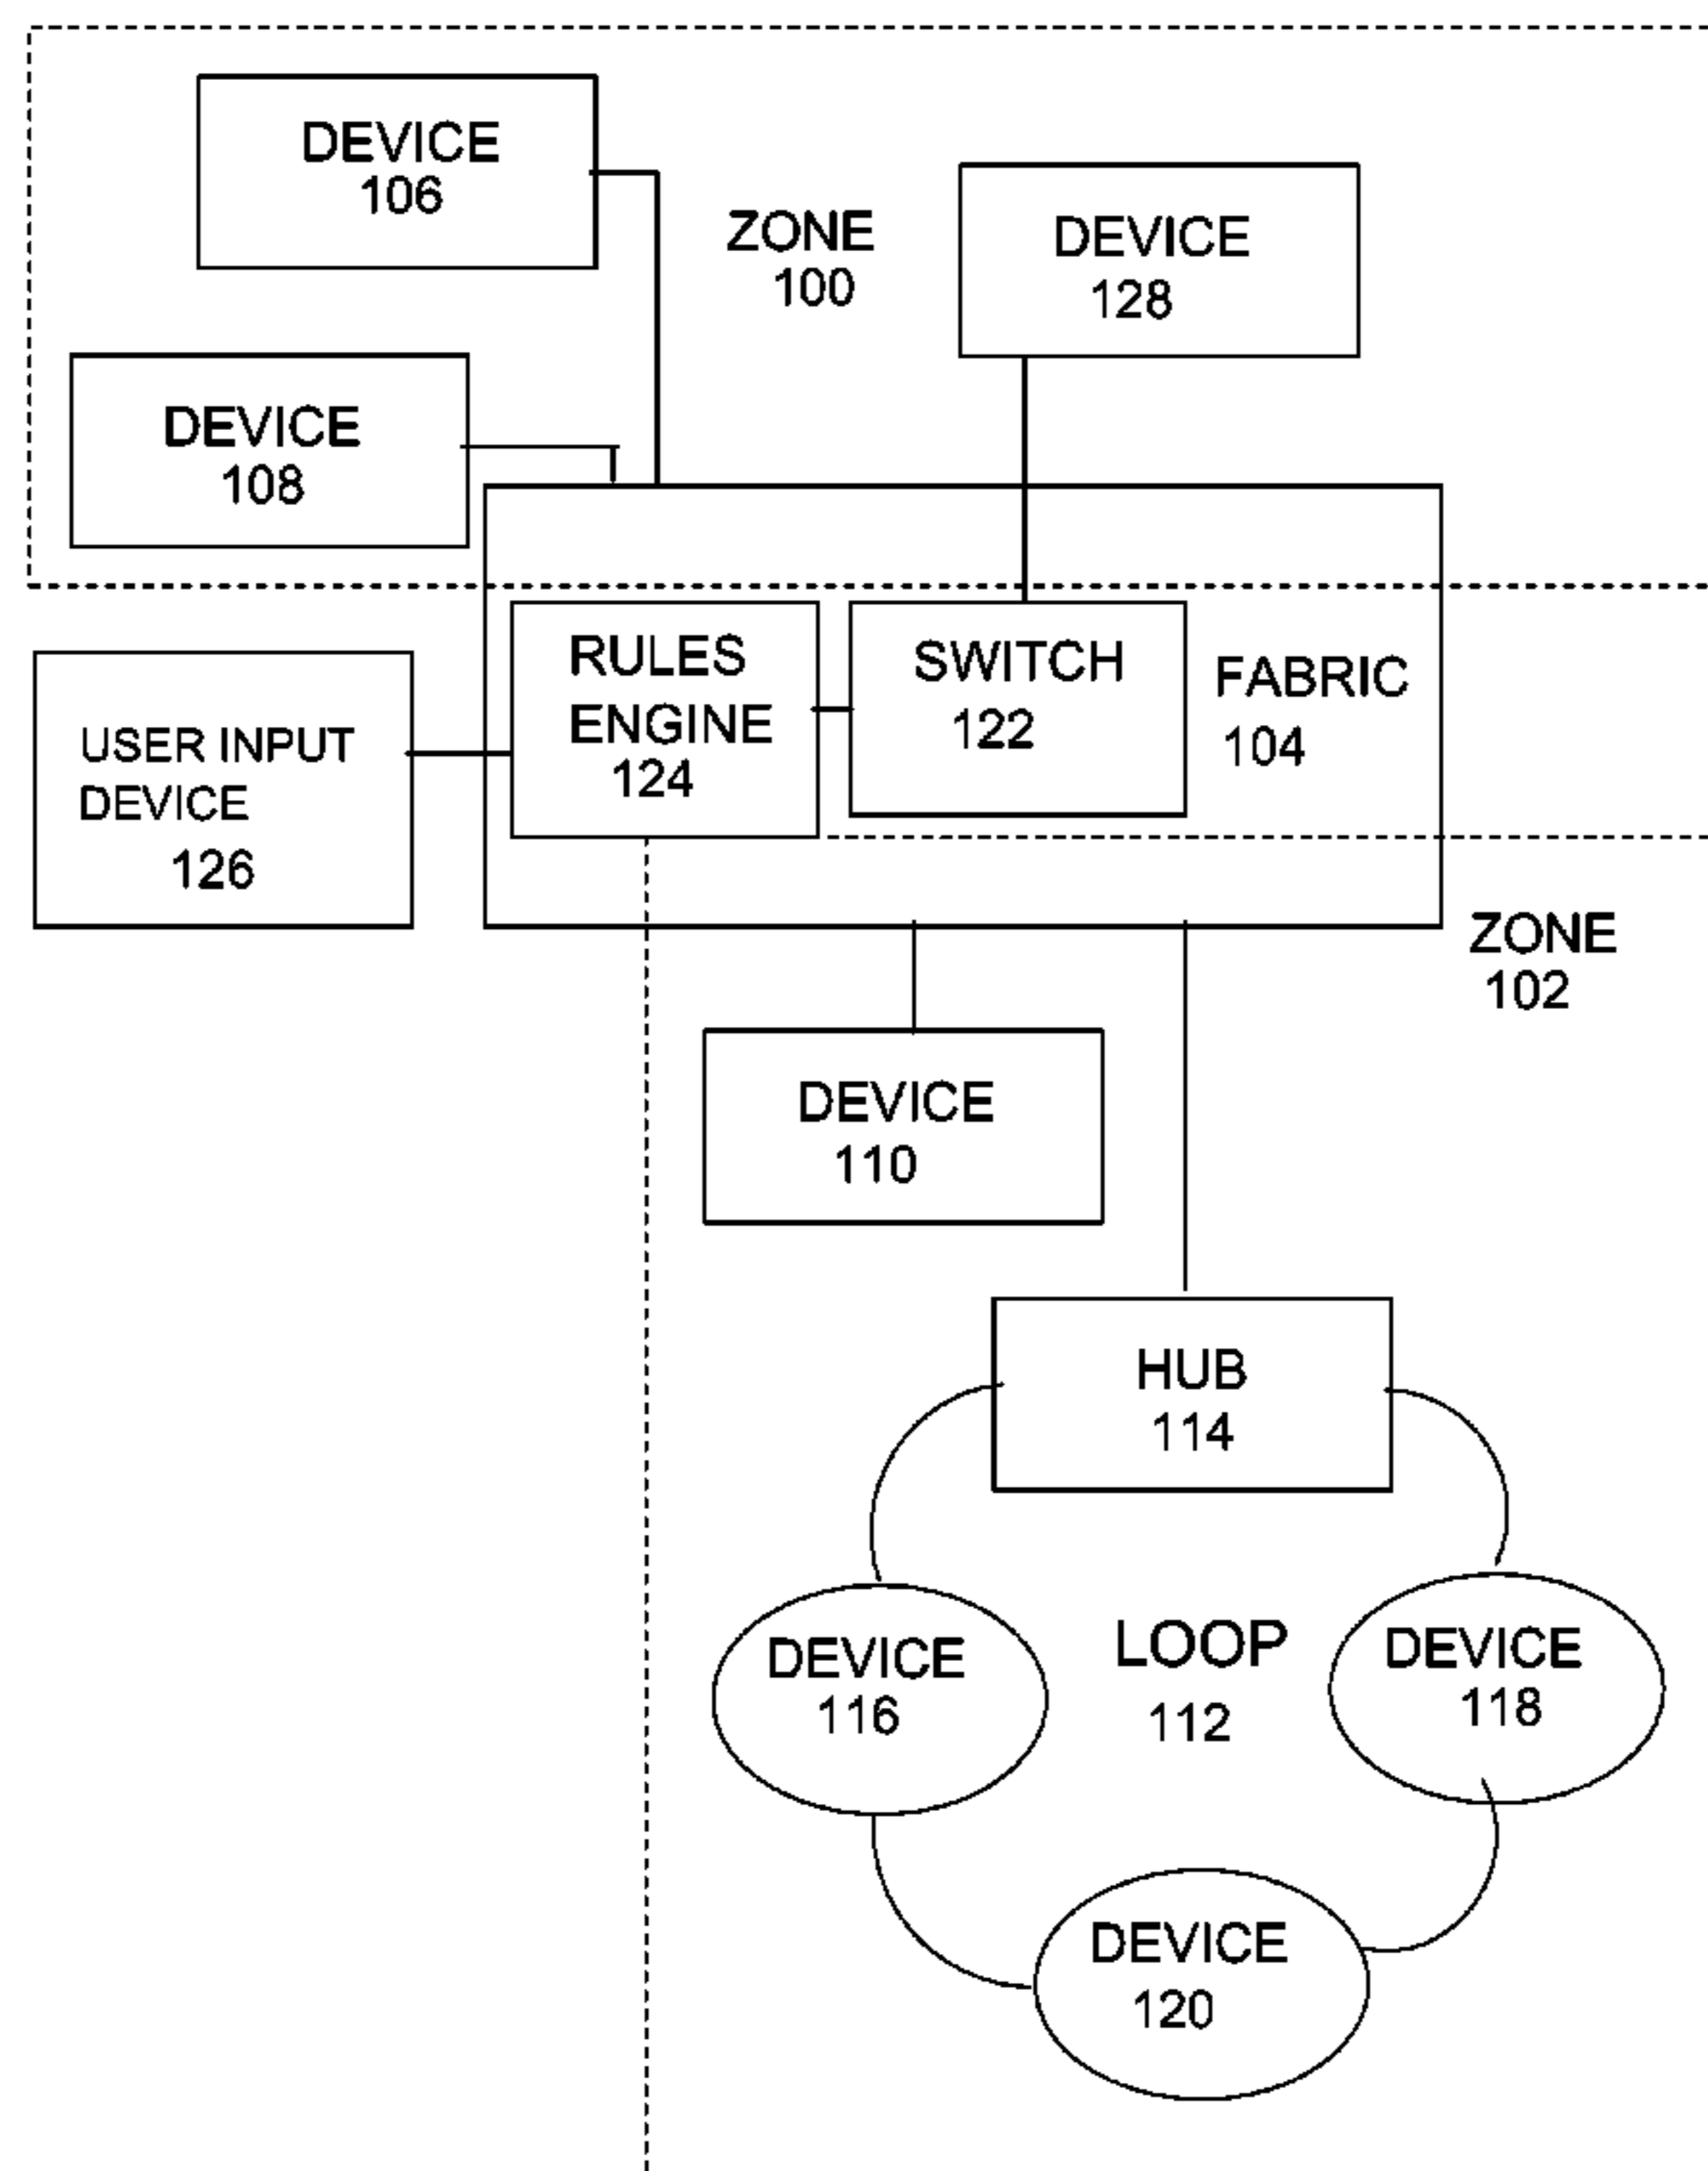 DEVICE
106
ZONE
100
DEVICE
128
DEVICE
108
RULES
ENGINE
124
SWITCH
122
FABRIC
104
USER INPUT
DEVICE
126
ZONE
102
DEVICE
110
HUB
114
DEVICE
116
LOOP
112
DEVICE
118
DEVICE
120